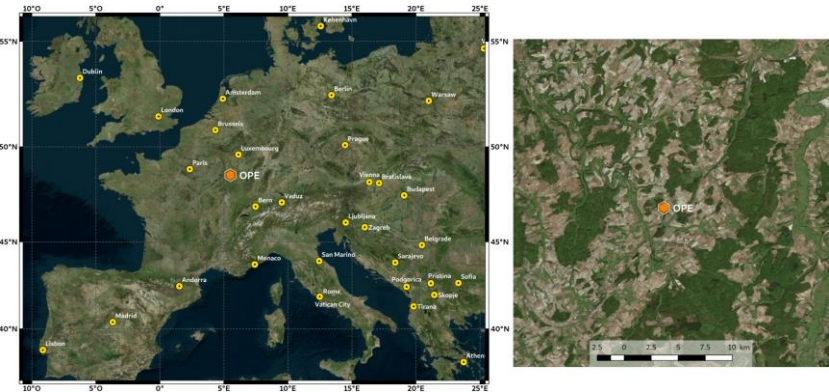 10°O 5°O 0° 5°E 10°E 15°E 20°E 25°E
København
55°N 55°N
Dublin
Amsterdam Berlin
Warsaw
London
Brussels
50°N 50°N
Prague
Luxembourg
Paris
OPE
Vienna Bratislava
Vaduz
Budapest
Bern
Ljubljana
Zagreb
45°N 45°N
Belgrade
Monaco San Marino Sarajevo
Andorra
Podgorica Pristina Sofia
Rome
Skopje
Vatican City
Tirana
40°N 40°N
Madrid
Lisbon
Athen
10°O 5°O 0° 5°E 10°E 15°E 20°E 25°E
OPE
2.5 0 2.5 5 7.5 10 km